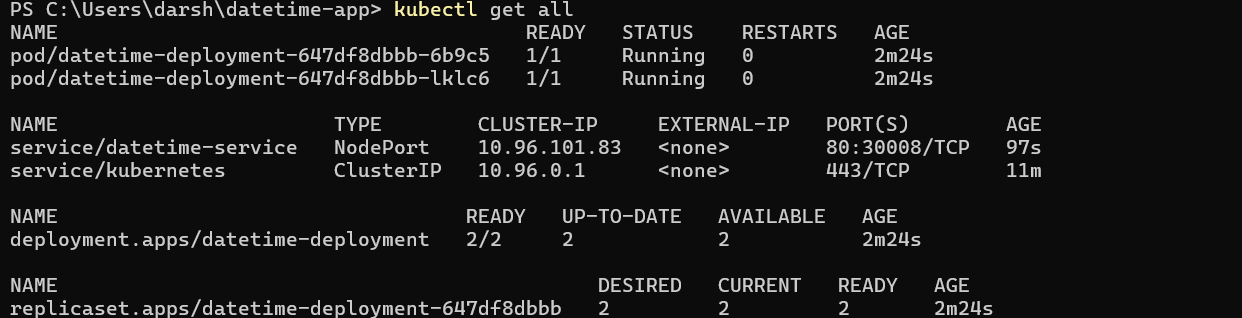 PS C:\Users\darsh\datetime-app> kubectl get all
NAME READY STATUS RESTARTS AGE
pod/datetime-deployment-647df8dbbb-6b9c5 1/1 Running 0 2m24s
pod/datetime-deployment-647df8dbbb-lklc6 1/1 Running 0 2m24s
NAME TYPE CLUSTER-IP EXTERNAL-IP PORT(S) AGE
service/datetime-service NodePort 10.96.101.83 <none> 80:30008/TCP 97s
service/kubernetes ClusterIP 10.96.0.1 <none> 443/TCP 11m
NAME READY UP-TO-DATE AVAILABLE AGE
deployment.apps/datetime-deployment 2/2 2 2 2m24s
NAME DESIRED CURRENT READY AGE
replicaset.apps/datetime-deployment-647df8dbbb 2 2 2 2m24s